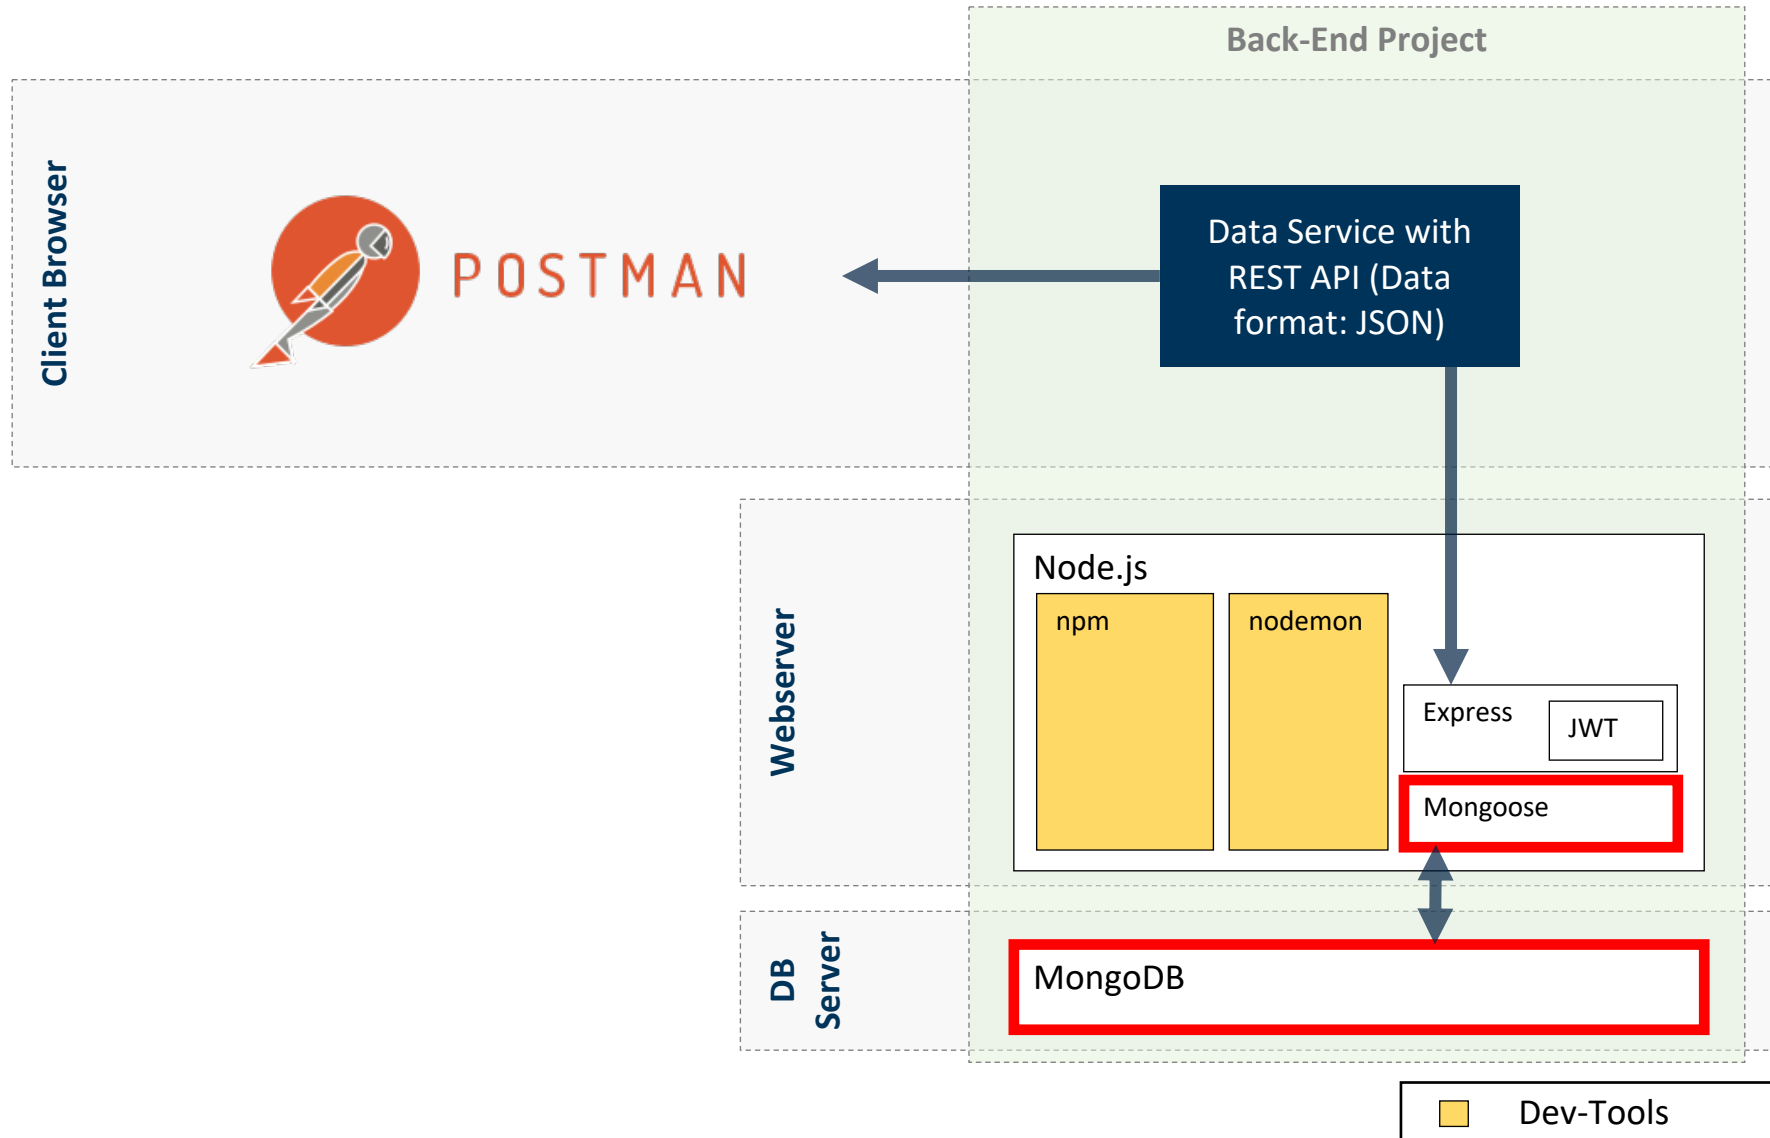 Back-End Project
Client Browser
POSTMAN
Data Service with
REST API (Data
format: JSON)
Webserver
Node.js
npm
nodemon
Express
JWT
Mongoose
DB
Server
MongoDB
Dev-Tools